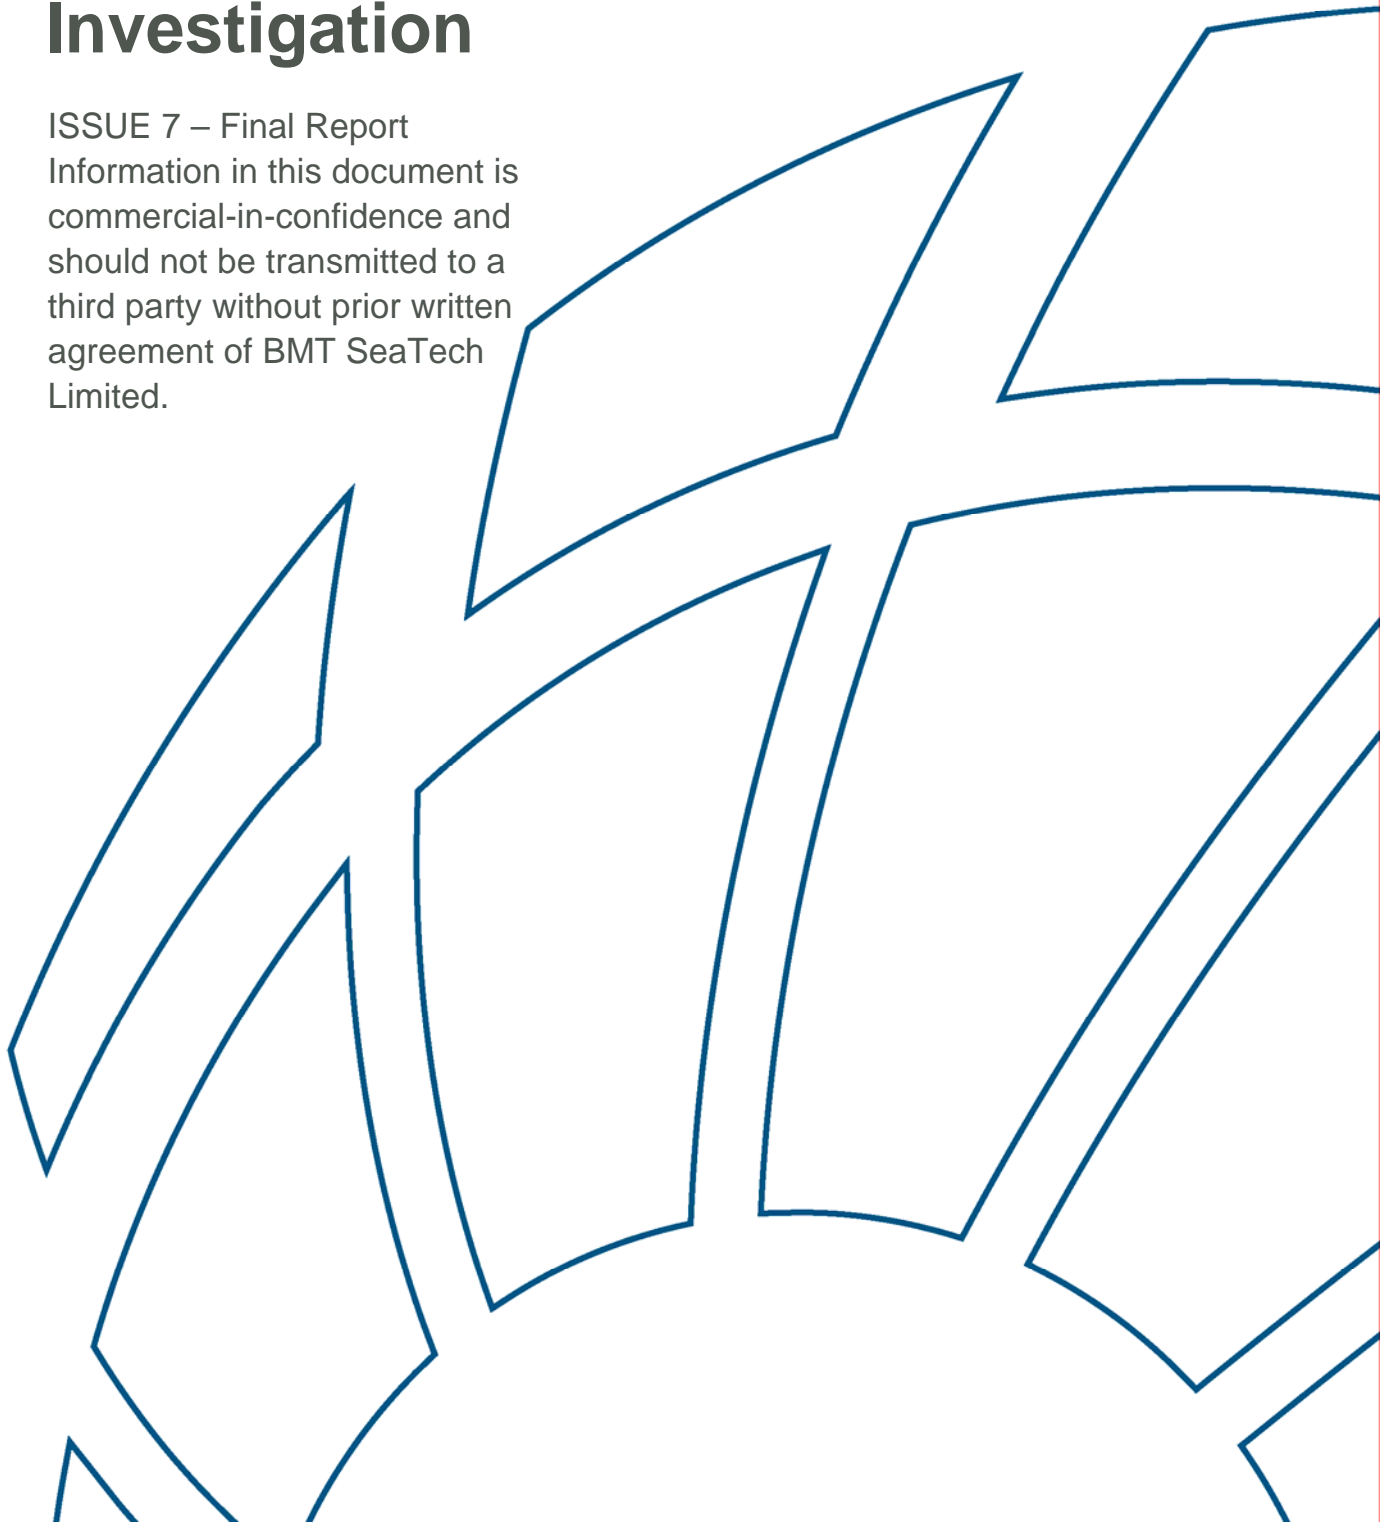 Investigation
ISSUE 7 – Final Report
Information in this document is
commercial-in-confidence and
should not be transmitted to a
third party without prior written
agreement of BMT SeaTech
Limited.